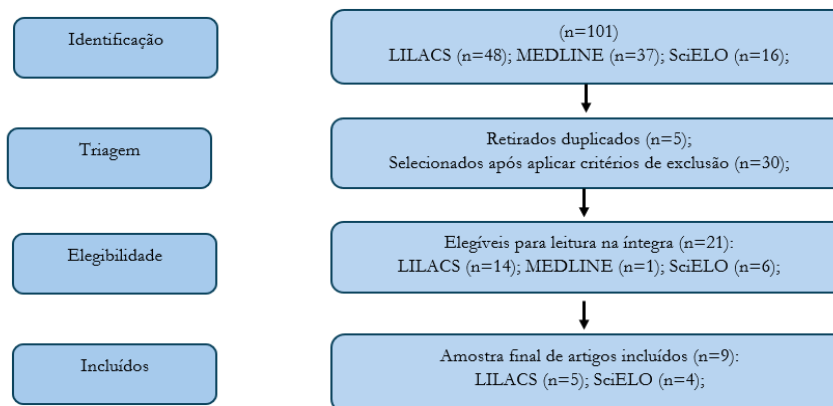 Identificação
(n=101)
LILACS (n=48); MEDLINE (n=37); SciELO (n=16);
Triagem
Retirados duplicados (n=5);
Selecionados após aplicar critérios de exclusão (n=30);
Elegibilidade
Elegíveis para leitura na íntegra (n=21):
LILACS (n=14); MEDLINE (n=1); SciELO (n=6);
Incluídos
Amostra final de artigos incluídos (n=9):
LILACS (n=5); SciELO (n=4);